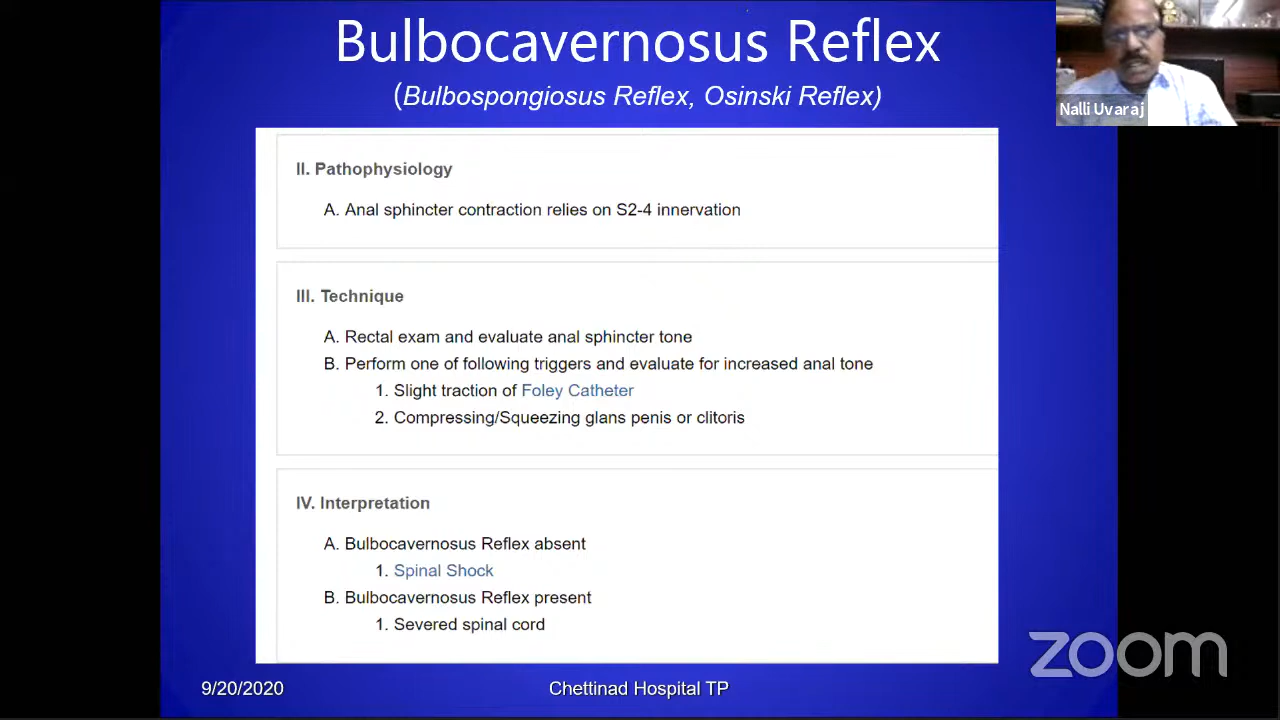 Bulbocavernosus Reflex
(Bulbospongiosus Reflex, Osinski Reflex)
Nalli Uvaraj
II. Pathophysiology
A. Anal sphincter contraction relies on S2-4 innervation
III. Technique
A. Rectal exam and evaluate anal sphincter tone
B. Perform one of following triggers and evaluate for increased anal tone
1. Slight traction of Foley Catheter
2. Compressing/Squeezing glans penis or clitoris
IV. Interpretation
A. Bulbocavernosus Reflex absent
1. Spinal Shock
B. Bulbocavernosus Reflex present
1. Severed spinal cord
zoom
9/20/2020
Chettinad Hospital TP